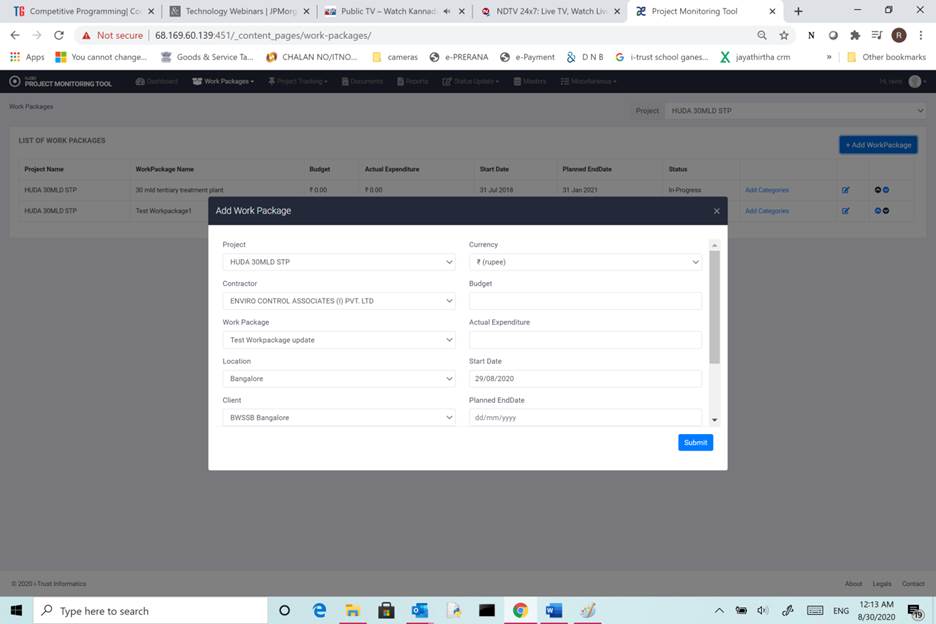 Competitive Programming| Co
Technology Webinars | JPMorg
Public TV – Watch Kannad
NDTV 24x7: Live TV, Watch Liv
Project Monitoring Tool
Not secure
68.169.60.139:451/_content_pages/work-packages/
Apps
You cannot change...
Goods & Service Ta...
CHALAN NO/ITNO...
cameras
e-PRERANA
e-Payment
D N B
i-trust school ganes...
jayathirtha crm
»
Other bookmarks
PROJECT MONITORING TOOL
Dashboard
Work Packages
Project Tracking
Documents
Reports
Status Update
Masters
Miscellaneous
Work Packages
Project
HUDA 30MLD STP
LIST OF WORK PACKAGES
+ Add WorkPackage
Project Name WorkPackage Name Budget Actual Expenditure Start Date Planned EndDate Status
HUDA 30MLD STP 30 mld tertiary treatment plant ₹ 0.00 ₹ 0.00 31 Jul 2018 31 Jan 2021 In-Progress Add Categories
HUDA 30MLD STP Test Workpackage1 Add Categories
Add Work Package
×
Project
HUDA 30MLD STP
Currency
₹ (rupee)
Contractor
ENVIRO CONTROL ASSOCIATES (I) PVT. LTD
Budget
Work Package
Test Workpackage update
Actual Expenditure
Location
Bangalore
Start Date
29/08/2020
Client
BWSSB Bangalore
Planned EndDate
dd/mm/yyyy
Submit
© 2020 i-Trust Informatics
About
Legals
Contact
Type here to search
ENG
12:13 AM
8/30/2020
19